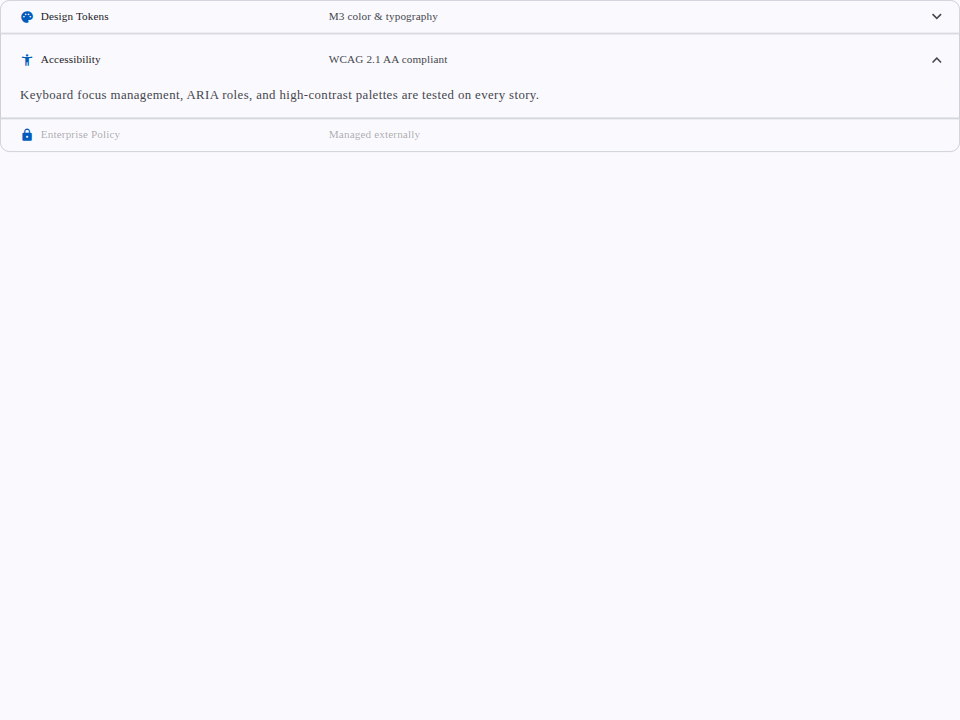 Design Tokens M3 color & typography
Accessibility WCAG 2.1 AA compliant
Keyboard focus management, ARIA roles, and high-contrast palettes are tested on every story.
Enterprise Policy Managed externally